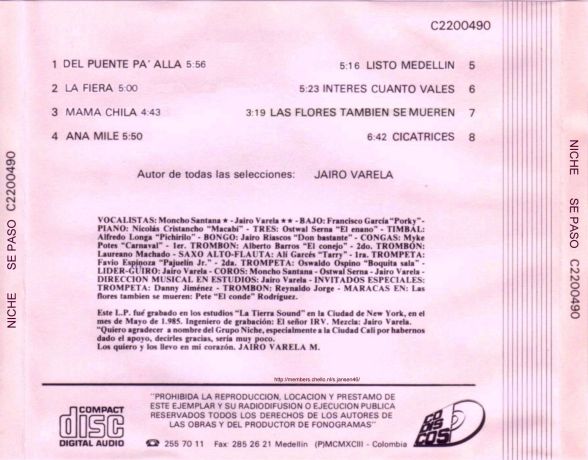 C2200490
1 DEL PUENTE PA' ALLA 5:56
2 LA FIERA 5:00
3 MAMA CHILA 4:43
4 ANA MILE 5:50
5:16 LISTO MEDELLIN 5
5:23 INTERES CUANTO VALES 6
3:19 LAS FLORES TAMBIEN SE MUEREN 7
6:42 CICATRICES 8
Autor de todas las selecciones: JAIRO VARELA
VOCALISTAS: Moncho Santana ★ - Jairo Varela ★★ - BAJO: Francisco García "Porky" -
PIANO: Nicolás Cristancho "Macabí" - TRES: Ostwal Serna "El enano" - TIMBAL:
Alfredo Longa "Pichirilo" - BONGO: Jairo Riascos "Don bastante" - CONGAS: Myke
Potes "Carnaval" - 1er. TROMBON: Alberto Barros "El conejo" - 2do. TROMBON:
Laureano Machado - SAXO ALTO-FLAUTA: Alí Garcés "Tarry" - 1ra. TROMPETA:
Favio Espinoza "Pajuelín Jr." - 2da. TROMPETA: Oswaldo Ospino "Boquita sala" -
LIDER-GUIRO: Jairo Varela - COROS: Moncho Santana - Ostwal Serna - Jairo Varela -
DIRECCION MUSICAL EN ESTUDIOS: Jairo Varela - INVITADOS ESPECIALES:
TROMPETA: Danny Jiménez - TROMBON: Reynaldo Jorge - MARACAS EN: Las
flores tambien se mueren: Pete "El conde" Rodríguez.
Este L.P. fué grabado en los estudios "La Tierra Sound" en la Ciudad de New York, en el
mes de Mayo de 1.985. Ingeniero de grabación: El señor IRV. Mezcla: Jairo Varela.
"Quiero agradecer a nombre del Grupo Niche, especialmente a la Ciudad Cali por habernos
dado el apoyo, decirles gracias, sería muy poco.
Los quiero y los llevo en mi corazón. JAIRO VARELA M.
http://members.chello.nl/s.jansen46/
COMPACT
disc
DIGITAL AUDIO
"PROHIBIDA LA REPRODUCCION, LOCACION Y PRESTAMO DE
ESTE EJEMPLAR Y SU RADIODIFUSION O EJECUCION PUBLICA
RESERVADOS TODOS LOS DERECHOS DE LOS AUTORES DE
LAS OBRAS Y DEL PRODUCTOR DE FONOGRAMAS"
☎ 255 70 11 Fax: 285 26 21 Medellin (P)MCMXCIII - Colombia
CODISCOS
NICHE SE PASO C2200490
NICHE SE PASO C2200490